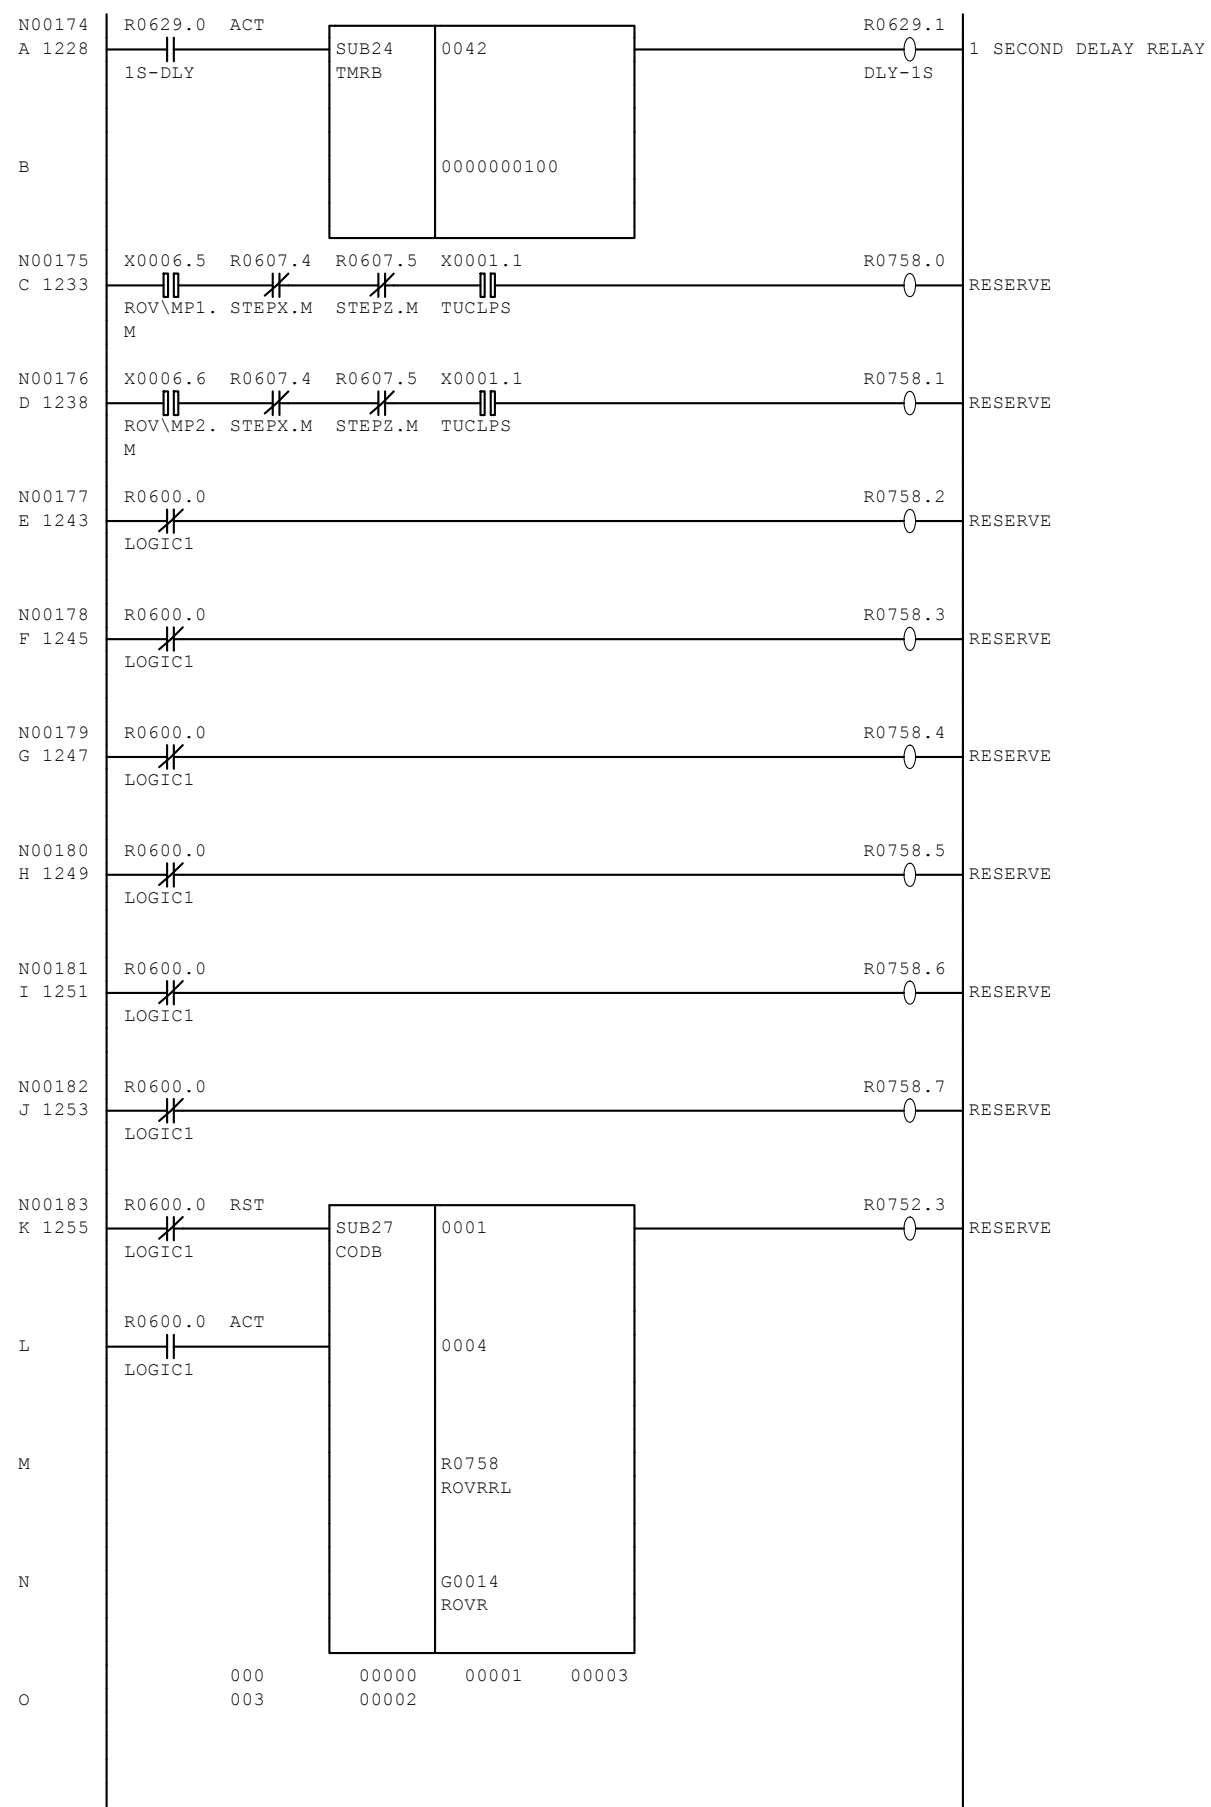 N00174 R0629.0 ACT R0629.1
A 1228 SUB24 0042 1 SECOND DELAY RELAY
1S-DLY TMRB DLY-1S
B 0000000100
N00175 X0006.5 R0607.4 R0607.5 X0001.1 R0758.0
C 1233 RESERVE
ROV\MP1. STEPX.M STEPZ.M TUCLPS
M
N00176 X0006.6 R0607.4 R0607.5 X0001.1 R0758.1
D 1238 RESERVE
ROV\MP2. STEPX.M STEPZ.M TUCLPS
M
N00177 R0600.0 R0758.2
E 1243 RESERVE
LOGIC1
N00178 R0600.0 R0758.3
F 1245 RESERVE
LOGIC1
N00179 R0600.0 R0758.4
G 1247 RESERVE
LOGIC1
N00180 R0600.0 R0758.5
H 1249 RESERVE
LOGIC1
N00181 R0600.0 R0758.6
I 1251 RESERVE
LOGIC1
N00182 R0600.0 R0758.7
J 1253 RESERVE
LOGIC1
N00183 R0600.0 RST R0752.3
K 1255 SUB27 0001 RESERVE
LOGIC1 CODB
R0600.0 ACT
L 0004
LOGIC1
M R0758
ROVRRL
N G0014
ROVR
000 00000 00001 00003
O 003 00002